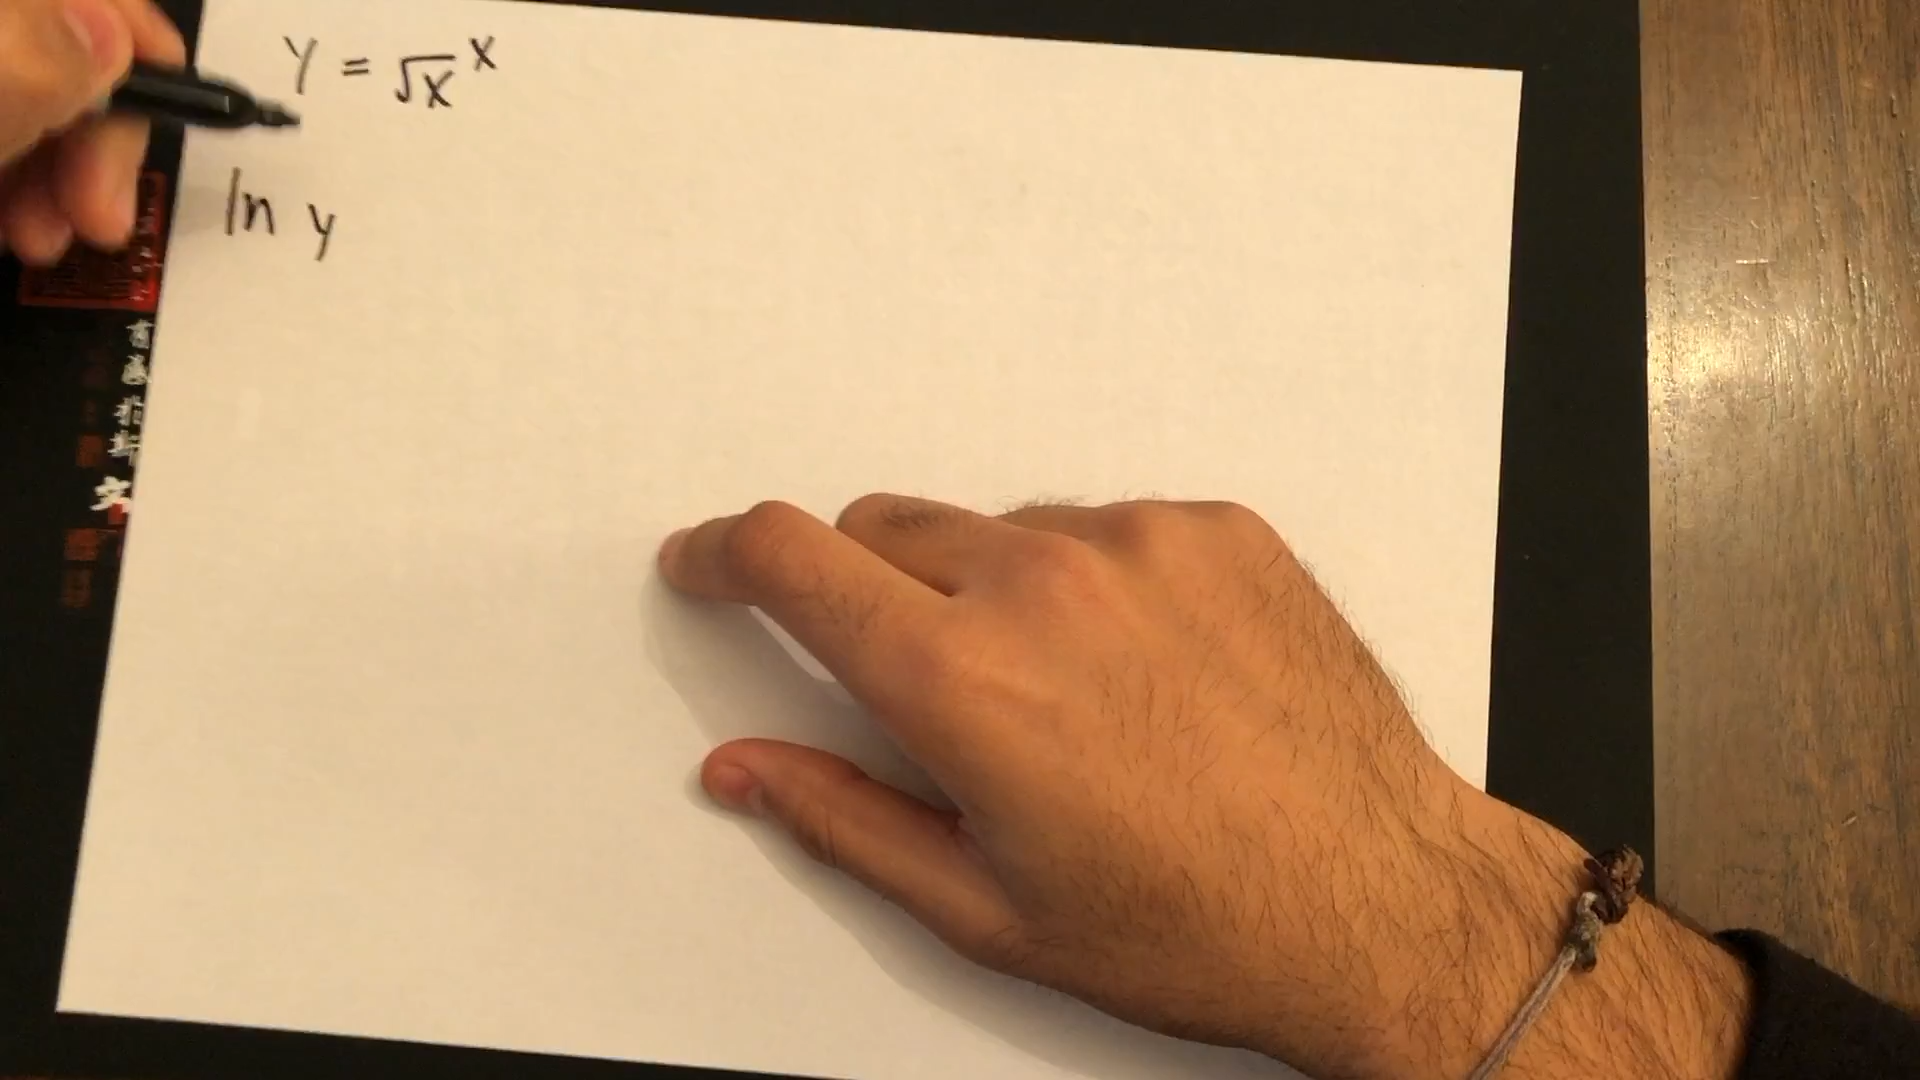 y = √x^x
ln y